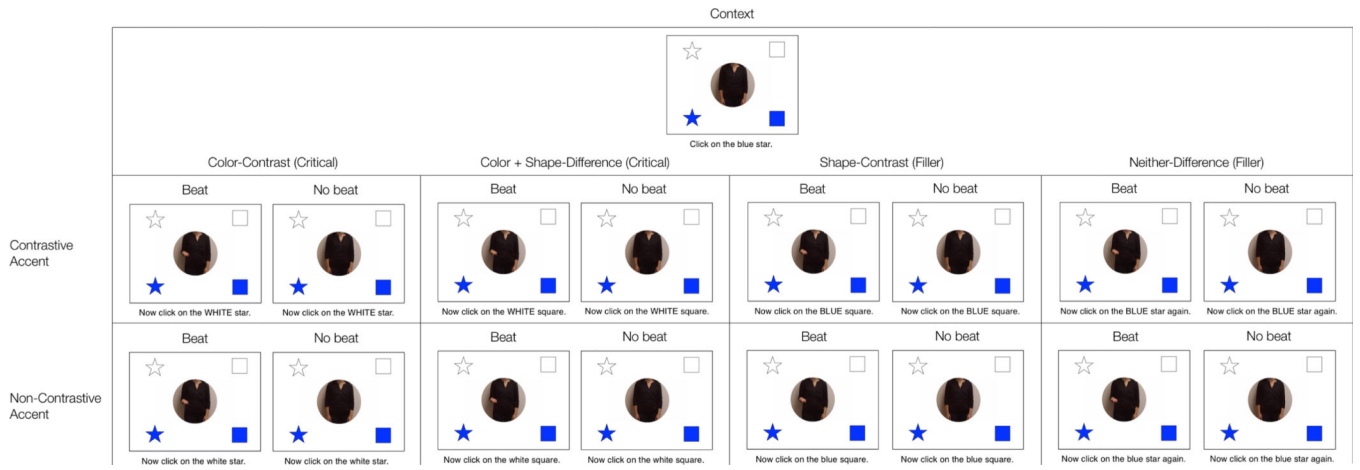 Context
Click on the blue star.
Color-Contrast (Critical) Color + Shape-Difference (Critical) Shape-Contrast (Filler) Neither-Difference (Filler)
Beat No beat Beat No beat Beat No beat Beat No beat
Contrastive
Accent
Now click on the WHITE star. Now click on the WHITE star. Now click on the WHITE square. Now click on the WHITE square. Now click on the BLUE square. Now click on the BLUE square. Now click on the BLUE star again. Now click on the BLUE star again.
Beat No beat Beat No beat Beat No beat Beat No beat
Non-Contrastive
Accent
Now click on the white star. Now click on the white star. Now click on the white square. Now click on the white square. Now click on the blue square. Now click on the blue square. Now click on the blue star again. Now click on the blue star again.